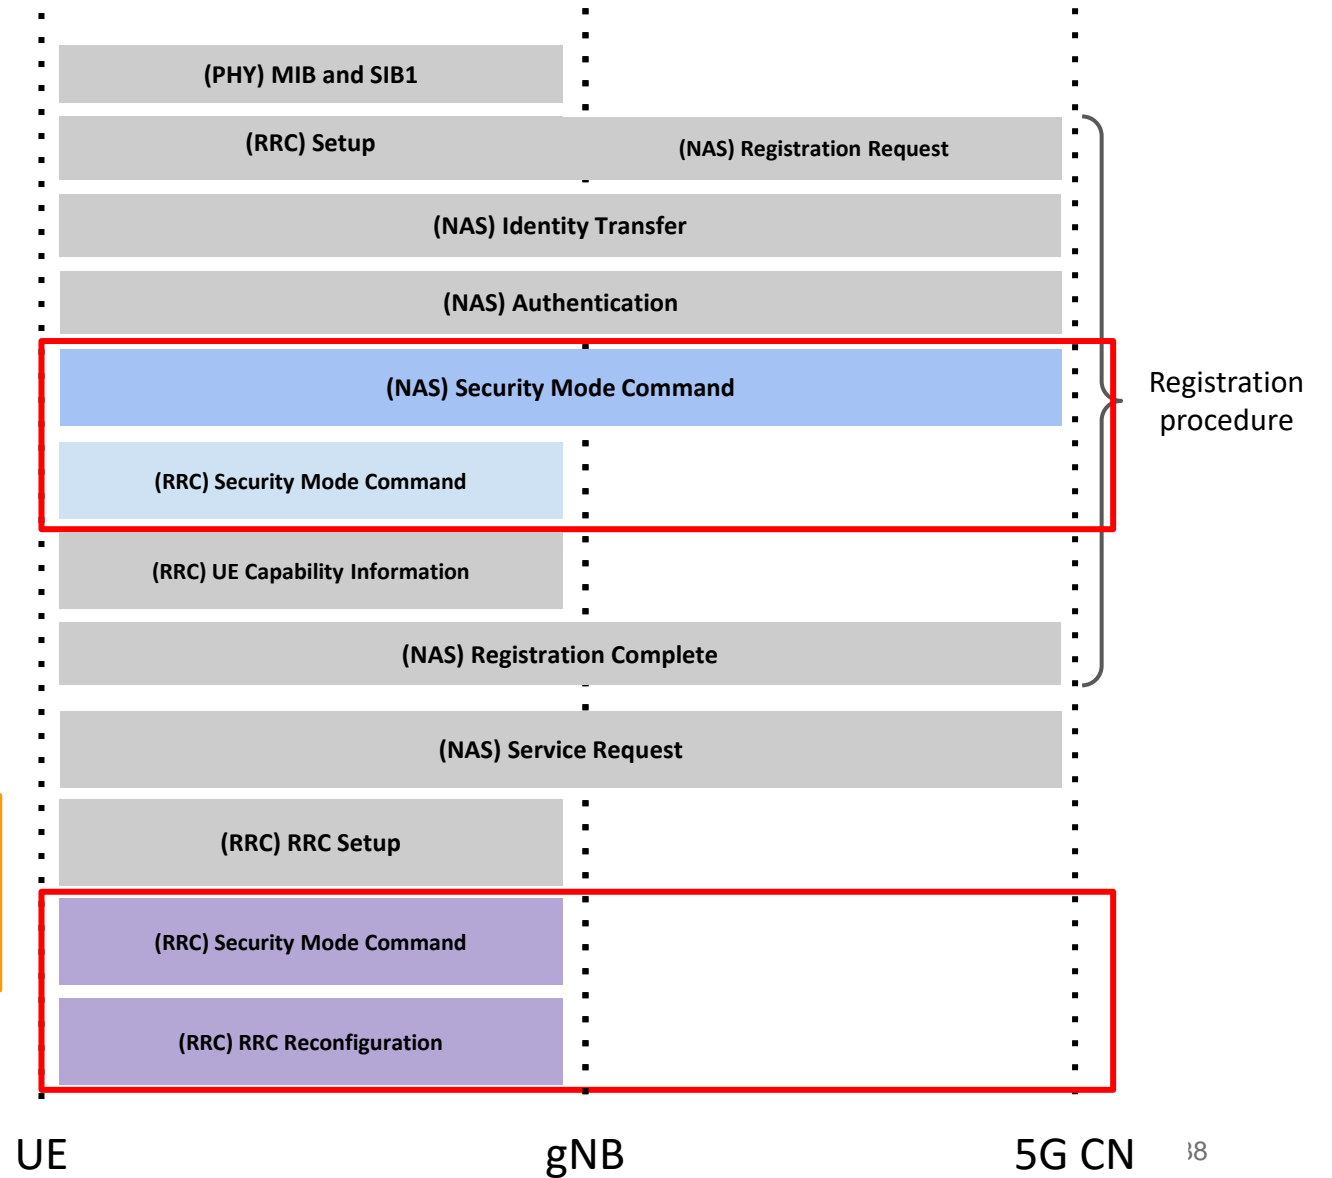 (PHY) MIB and SIB1
(RRC) Setup
(NAS) Registration Request
(NAS) Identity Transfer
(NAS) Authentication
(NAS) Security Mode Command
Registration
procedure
(RRC) Security Mode Command
(RRC) UE Capability Information
(NAS) Registration Complete
(NAS) Service Request
(RRC) RRC Setup
(RRC) Security Mode Command
(RRC) RRC Reconfiguration
UE
gNB
5G CN